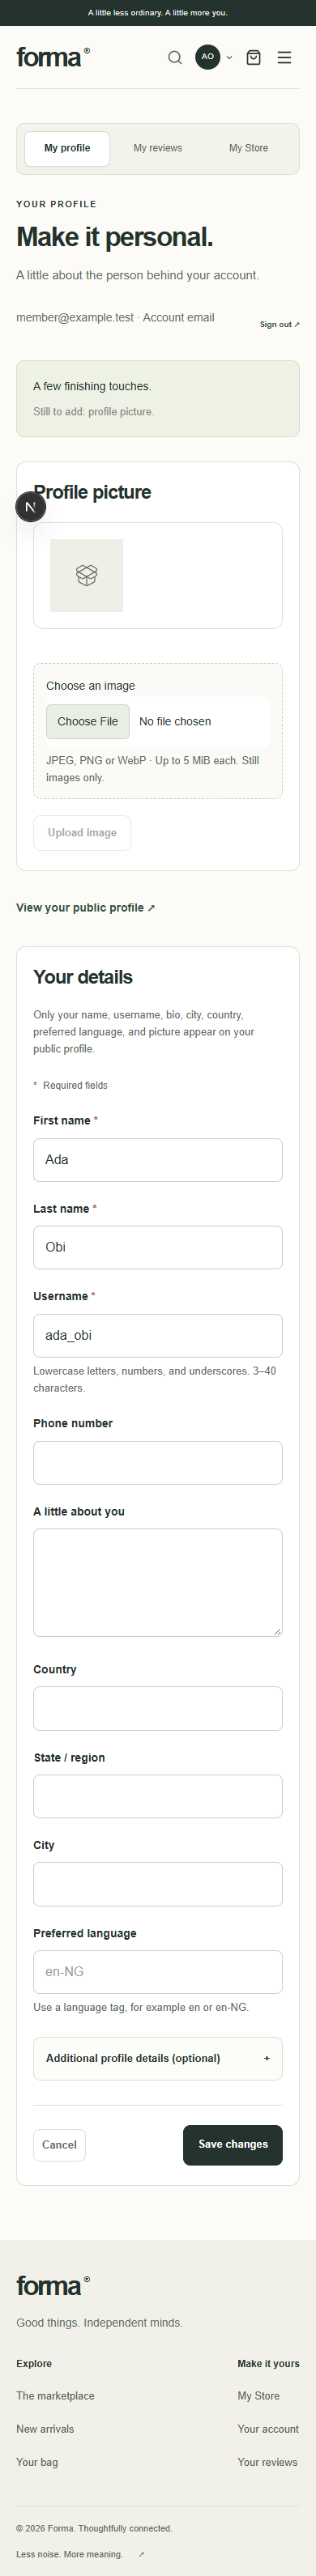 A little less ordinary. A little more you.
forma®
AO
My profile
My reviews
My Store
YOUR PROFILE
Make it personal.
A little about the person behind your account.
member@example.test · Account email
Sign out ↗
A few finishing touches.
Still to add: profile picture.
Profile picture
N
Choose an image
Choose File No file chosen
JPEG, PNG or WebP · Up to 5 MiB each. Still
images only.
Upload image
View your public profile ↗
Your details
Only your name, username, bio, city, country,
preferred language, and picture appear on your
public profile.
* Required fields
First name *
Ada
Last name *
Obi
Username *
ada_obi
Lowercase letters, numbers, and underscores. 3–40
characters.
Phone number
A little about you
Country
State / region
City
Preferred language
en-NG
Use a language tag, for example en or en-NG.
Additional profile details (optional) +
Cancel
Save changes
forma®
Good things. Independent minds.
Explore
The marketplace
New arrivals
Your bag
Make it yours
My Store
Your account
Your reviews
© 2026 Forma. Thoughtfully connected.
Less noise. More meaning. ↗